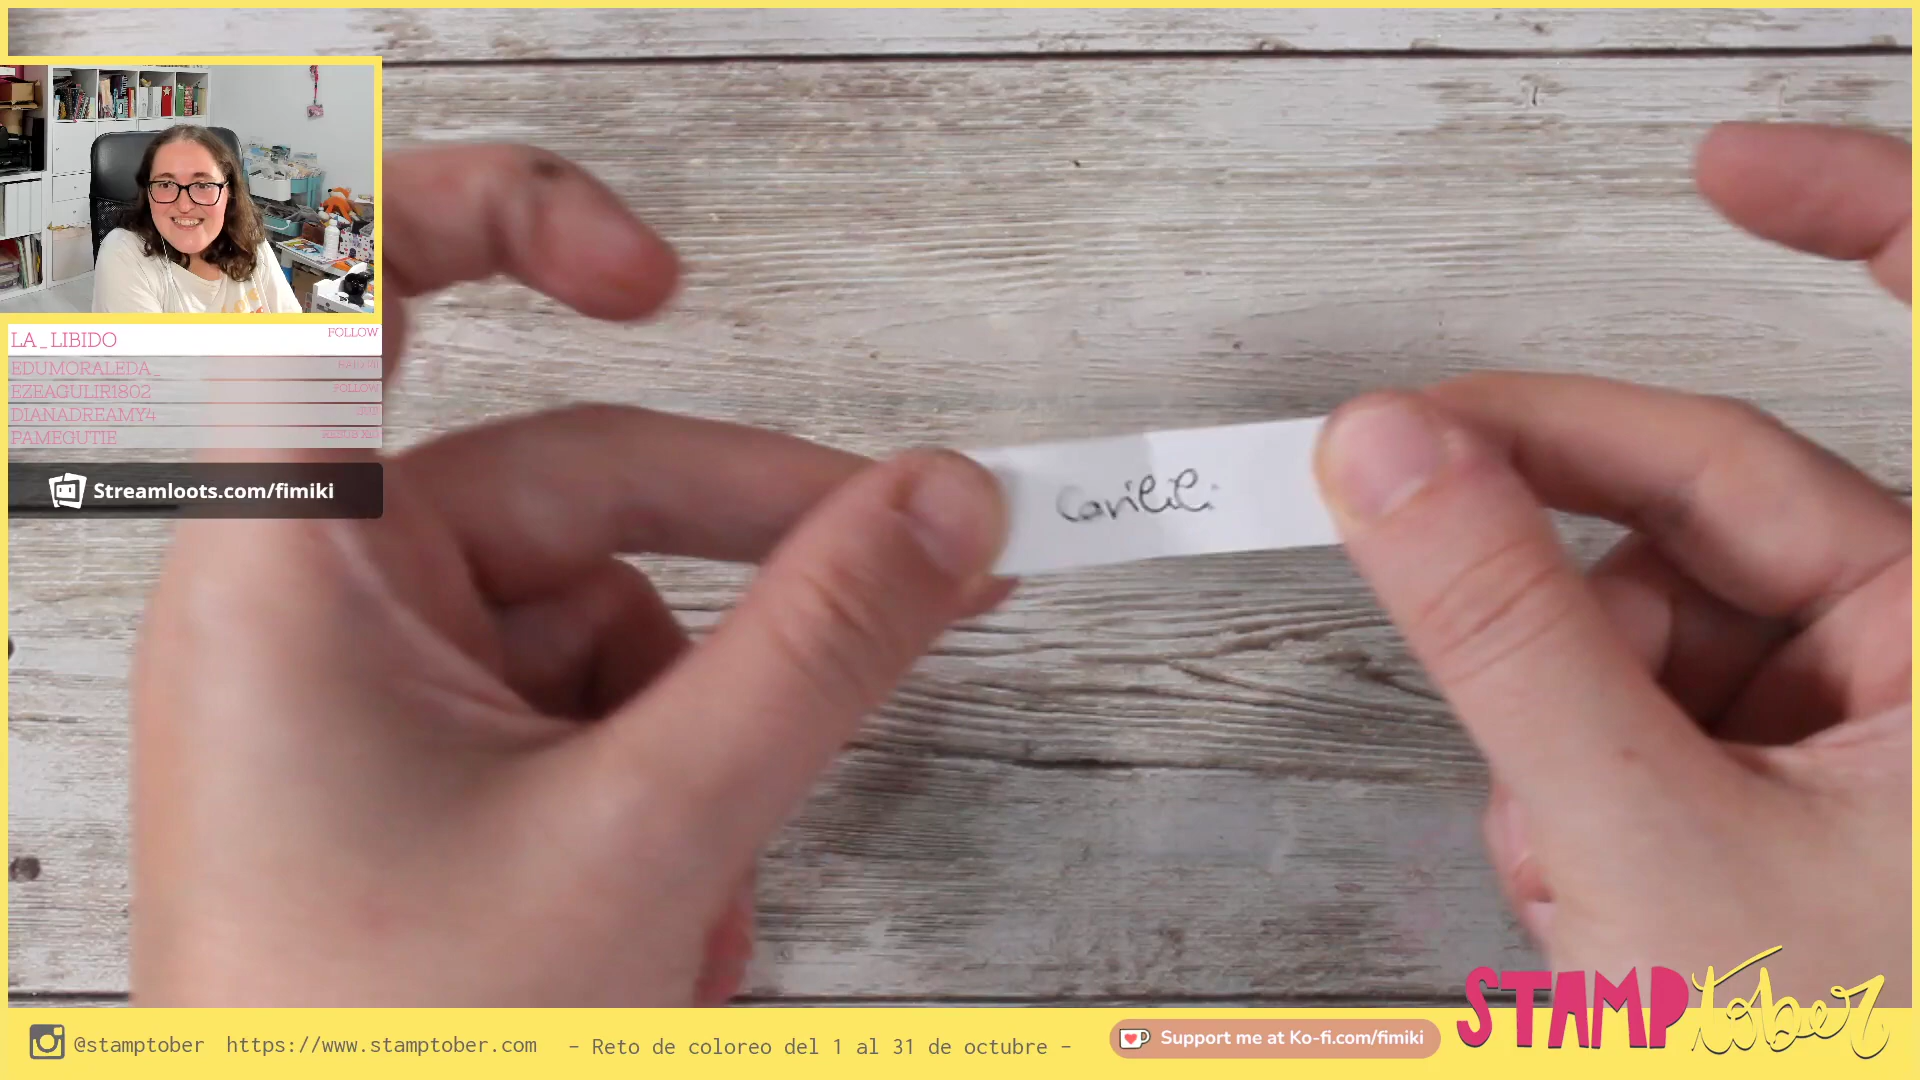 LA_LIBIDO FOLLOW
EDUMORALEDA_
EZEAGULIR1802 FOLLOW
DIANADREAMY4
PAMEGUTIE
Streamloots.com/fimiki
Carilili
@stamptober https://www.stamptober.com - Reto de coloreo del 1 al 31 de octubre -
Support me at Ko-fi.com/fimiki
STAMPtober